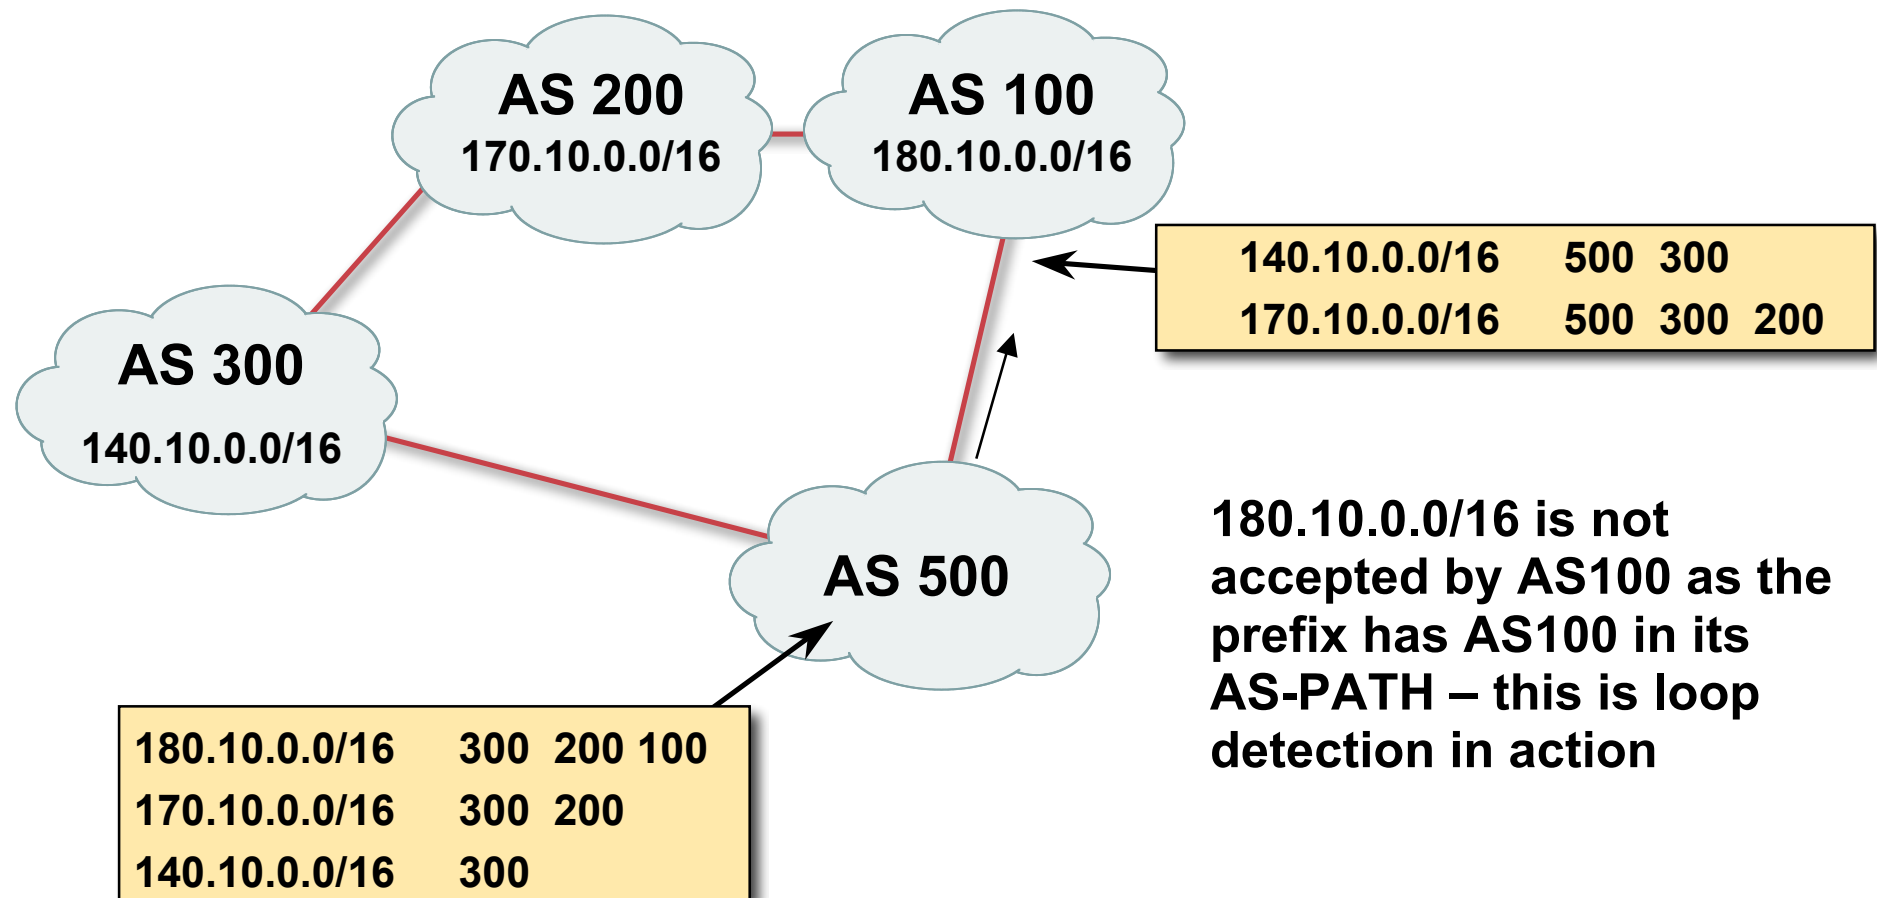 AS 200
170.10.0.0/16
AS 100
180.10.0.0/16
140.10.0.0/16 500 300
170.10.0.0/16 500 300 200
AS 300
140.10.0.0/16
AS 500
180.10.0.0/16 is not
accepted by AS100 as the
prefix has AS100 in its
AS-PATH – this is loop
detection in action
180.10.0.0/16 300 200 100
170.10.0.0/16 300 200
140.10.0.0/16 300